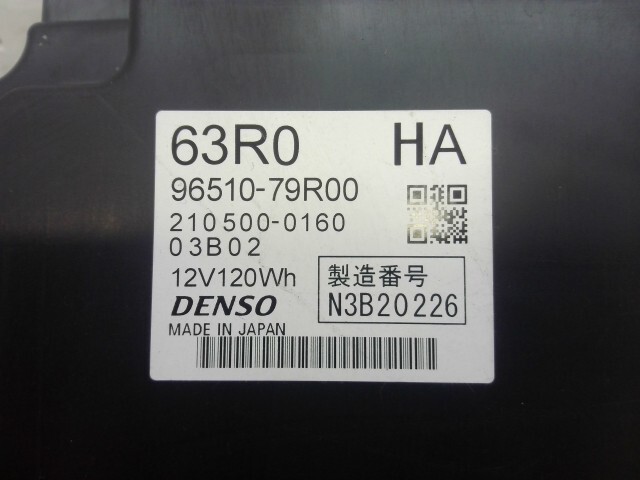 63R0 HA
96510-79R00
210500-0160
03B02
12V120Wh
製造番号
DENSO
N3B20226
MADE IN JAPAN